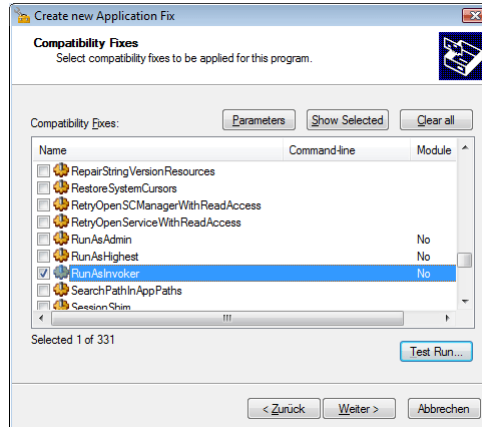 Create new Application Fix
Compatibility Fixes
Select compatibility fixes to be applied for this program.
Compatibility Fixes:
Parameters
Show Selected
Clear all
Name Command-line Module
RepairStringVersionResources
RestoreSystemCursors
RetryOpenSCManagerWithReadAccess
RetryOpenServiceWithReadAccess
RunAsAdmin No
RunAsHighest No
RunAsInvoker No
SearchPathInAppPaths
SessionShim
Selected 1 of 331
Test Run...
< Zurück
Weiter >
Abbrechen